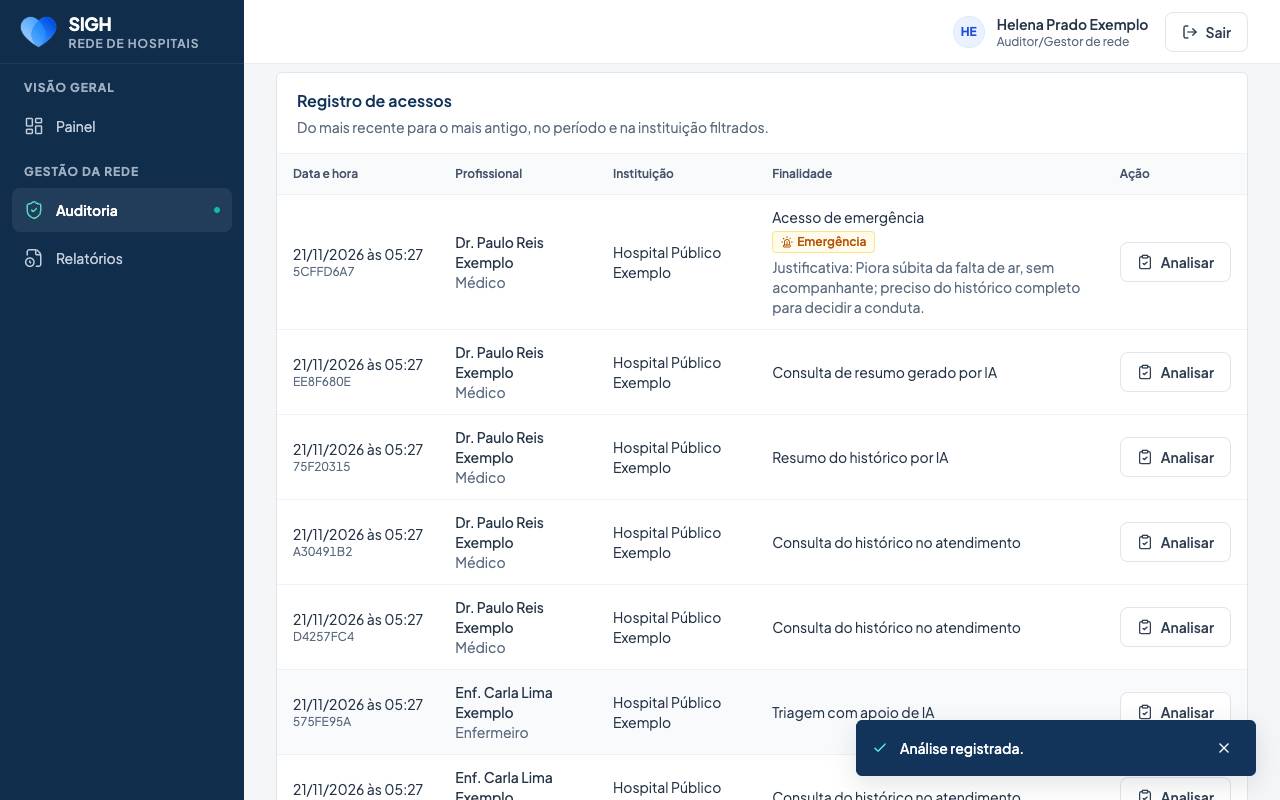 SIGH
REDE DE HOSPITAIS
HE
Helena Prado Exemplo
Auditor/Gestor de rede
Sair
VISÃO GERAL
Painel
GESTÃO DA REDE
Auditoria
Relatórios
Registro de acessos
Do mais recente para o mais antigo, no período e na instituição filtrados.
Data e hora
Profissional
Instituição
Finalidade
Ação
21/11/2026 às 05:27
5CFFD6A7
Dr. Paulo Reis
Exemplo
Médico
Hospital Público
Exemplo
Acesso de emergência
Emergência
Justificativa: Piora súbita da falta de ar, sem
acompanhante; preciso do histórico completo
para decidir a conduta.
Analisar
21/11/2026 às 05:27
EE8F680E
Dr. Paulo Reis
Exemplo
Médico
Hospital Público
Exemplo
Consulta de resumo gerado por IA
Analisar
21/11/2026 às 05:27
75F20315
Dr. Paulo Reis
Exemplo
Médico
Hospital Público
Exemplo
Resumo do histórico por IA
Analisar
21/11/2026 às 05:27
A30491B2
Dr. Paulo Reis
Exemplo
Médico
Hospital Público
Exemplo
Consulta do histórico no atendimento
Analisar
21/11/2026 às 05:27
D4257FC4
Dr. Paulo Reis
Exemplo
Médico
Hospital Público
Exemplo
Consulta do histórico no atendimento
Analisar
21/11/2026 às 05:27
575FE95A
Enf. Carla Lima
Exemplo
Enfermeiro
Hospital Público
Exemplo
Triagem com apoio de IA
Analisar
21/11/2026 às 05:27
Enf. Carla Lima
Exemplo
Hospital Público
Consulta do histórico no atendimento
Analisar
Análise registrada.